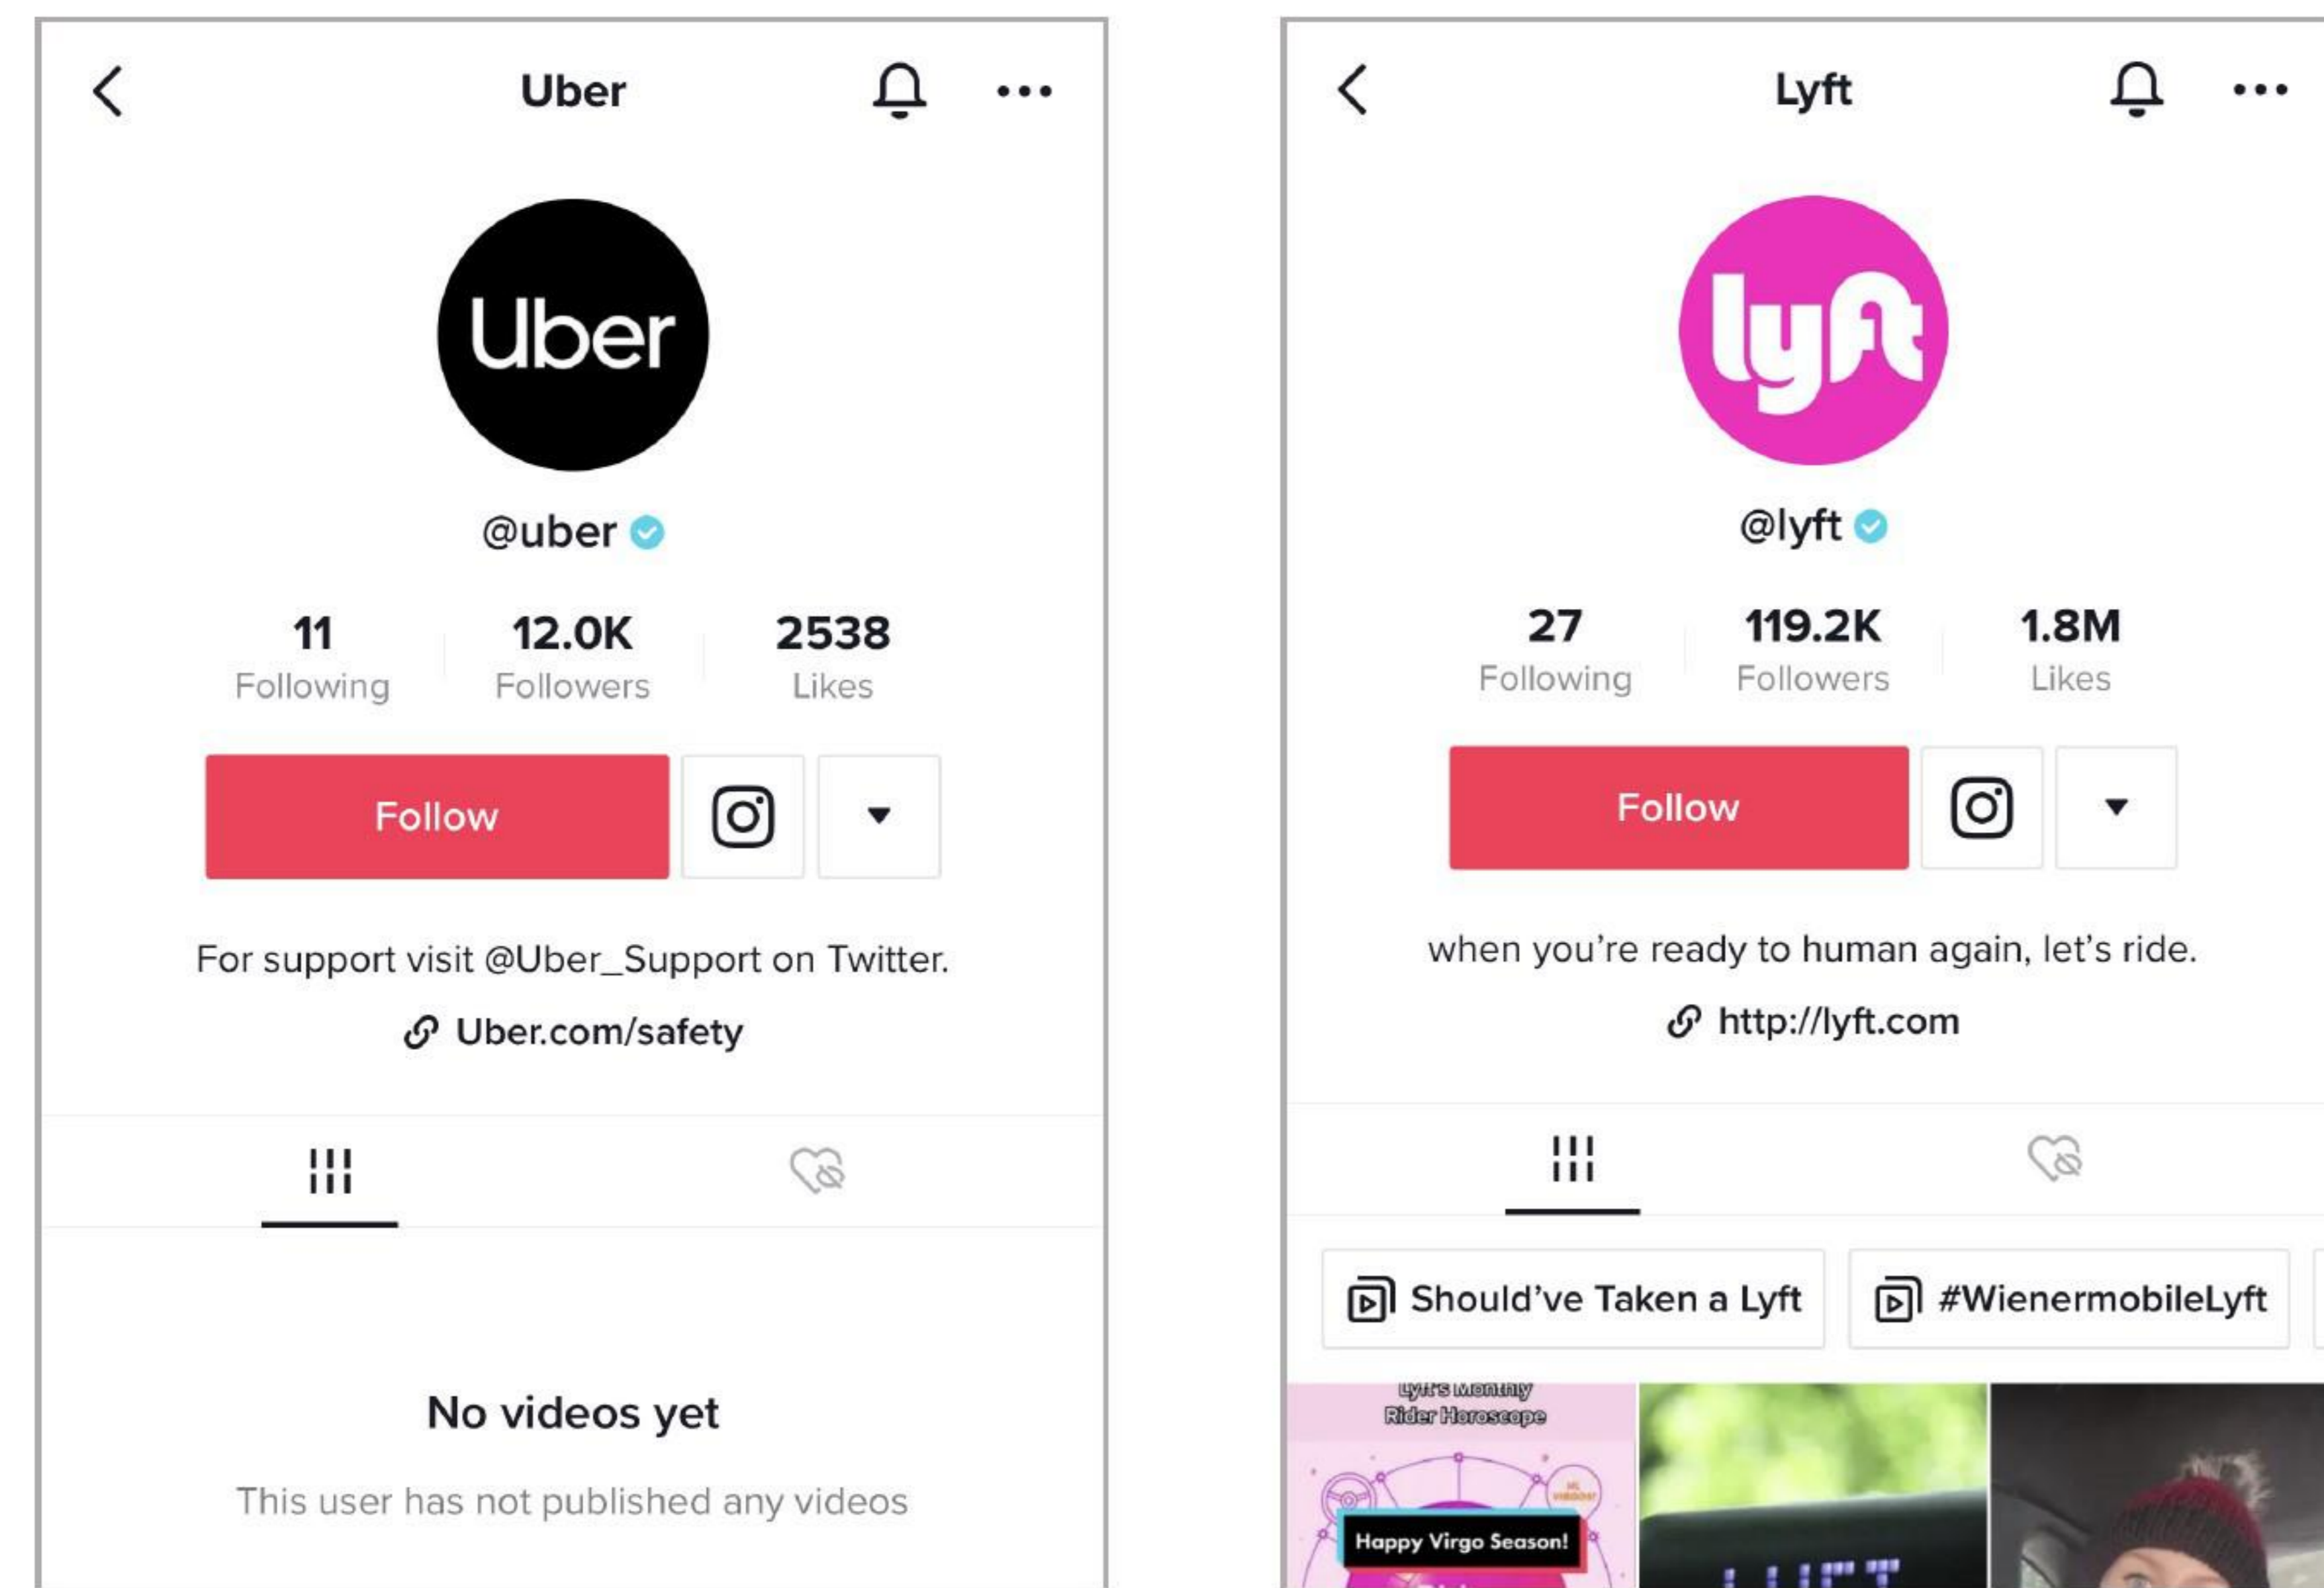 Uber
Uber
@uber
11
12.0K
2538
Following
Followers
Likes
Follow
For support visit @Uber_Support on Twitter.
Uber.com/safety
No videos yet
This user has not published any videos
Lyft
lyft
@lyft
27
119.2K
1.8M
Following
Followers
Likes
Follow
when you're ready to human again, let's ride.
http://lyft.com
Should've Taken a Lyft
#WienermobileLyft
Lyft's Monthly
Rider Horoscope
HI,
VIRGOS!
Happy Virgo Season!
LYFT